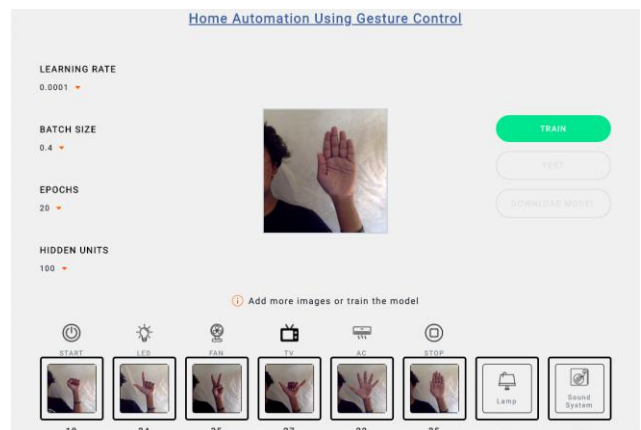 Home Automation Using Gesture Control
LEARNING RATE
0.0001
BATCH SIZE
0.4
EPOCHS
20
HIDDEN UNITS
100
TRAIN
TEST
DOWNLOAD MODEL
Add more images or train the model
START
LED
FAN
TV
AC
STOP
Lamp
Sound
System